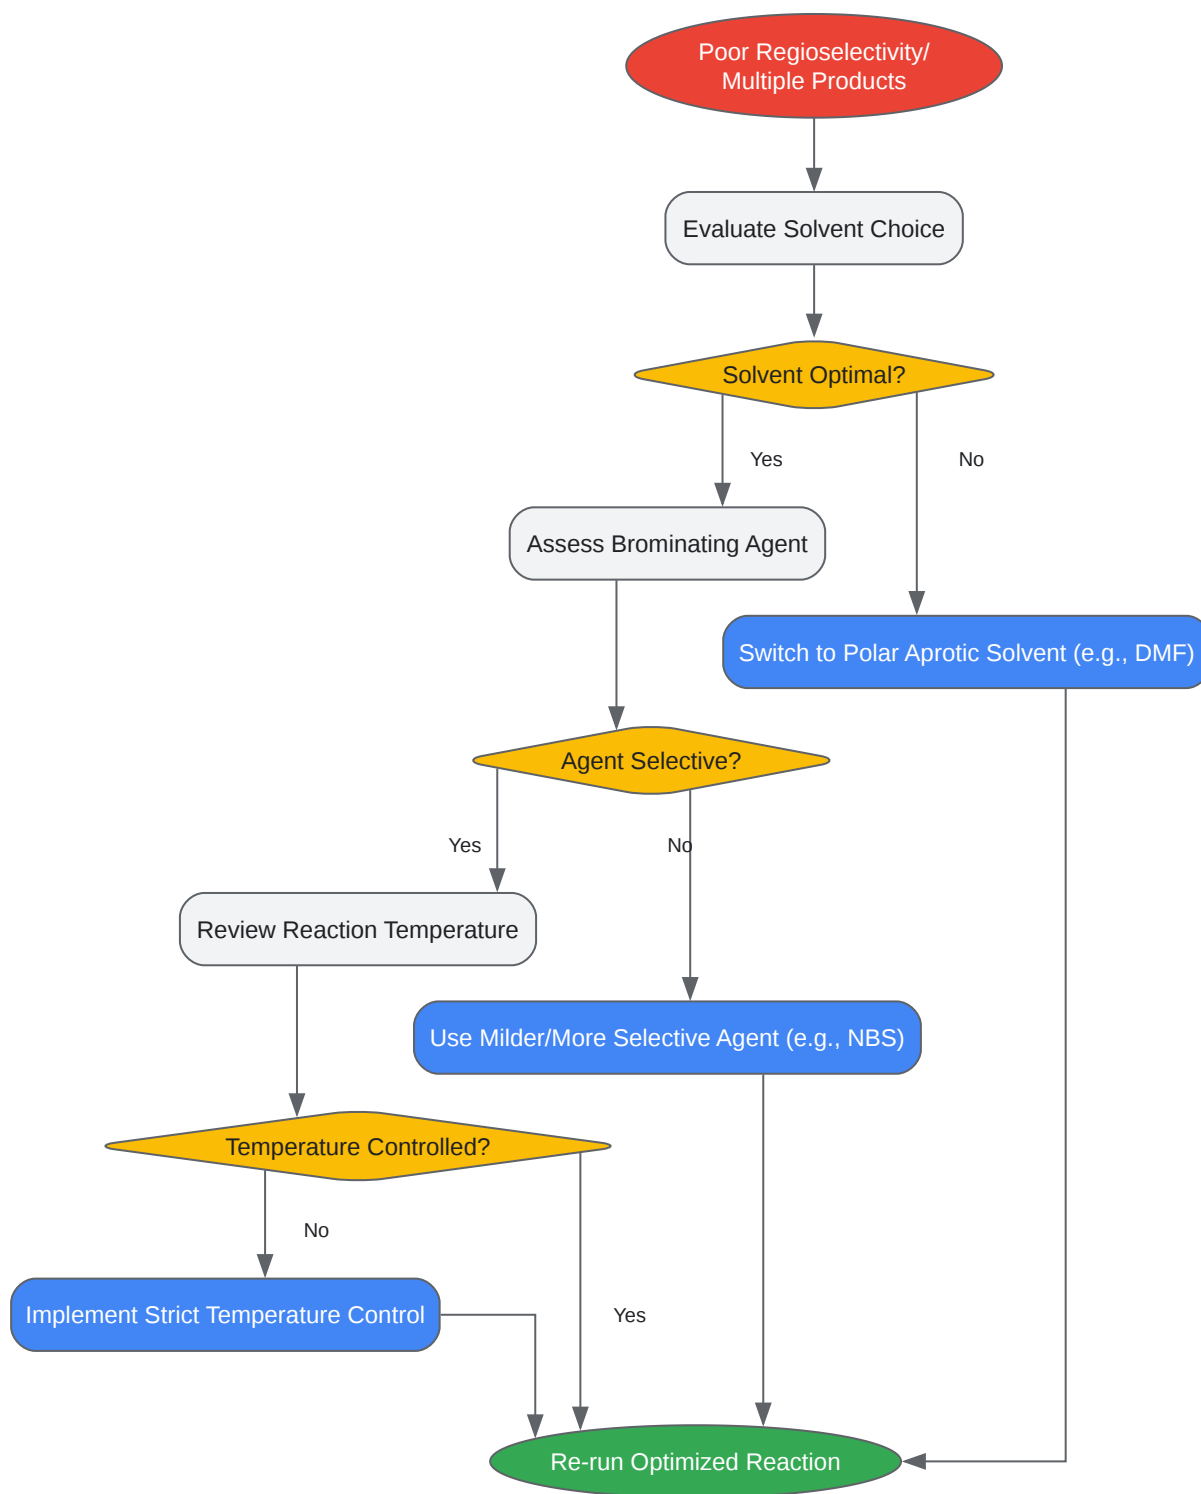 Poor Regioselectivity/
Multiple Products
Evaluate Solvent Choice
Solvent Optimal?
Yes
No
Assess Brominating Agent
Switch to Polar Aprotic Solvent (e.g., DMF)
Agent Selective?
Yes
No
Review Reaction Temperature
Use Milder/More Selective Agent (e.g., NBS)
Temperature Controlled?
No
Implement Strict Temperature Control
Yes
Re-run Optimized Reaction